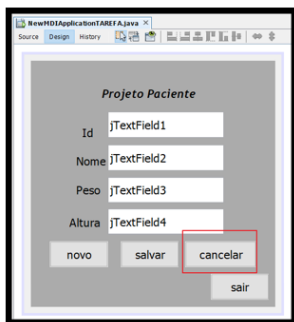 NewMDIApplicationTAREFA.java
Source Design History
Projeto Paciente
Id jTextField1
Nome jTextField2
Peso jTextField3
Altura jTextField4
novo salvar cancelar
sair